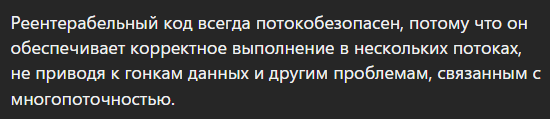 Реентерабельный код всегда потокобезопасен, потому что он
обеспечивает корректное выполнение в нескольких потоках,
не приводя к гонкам данных и другим проблемам, связанным с
многопоточностью.